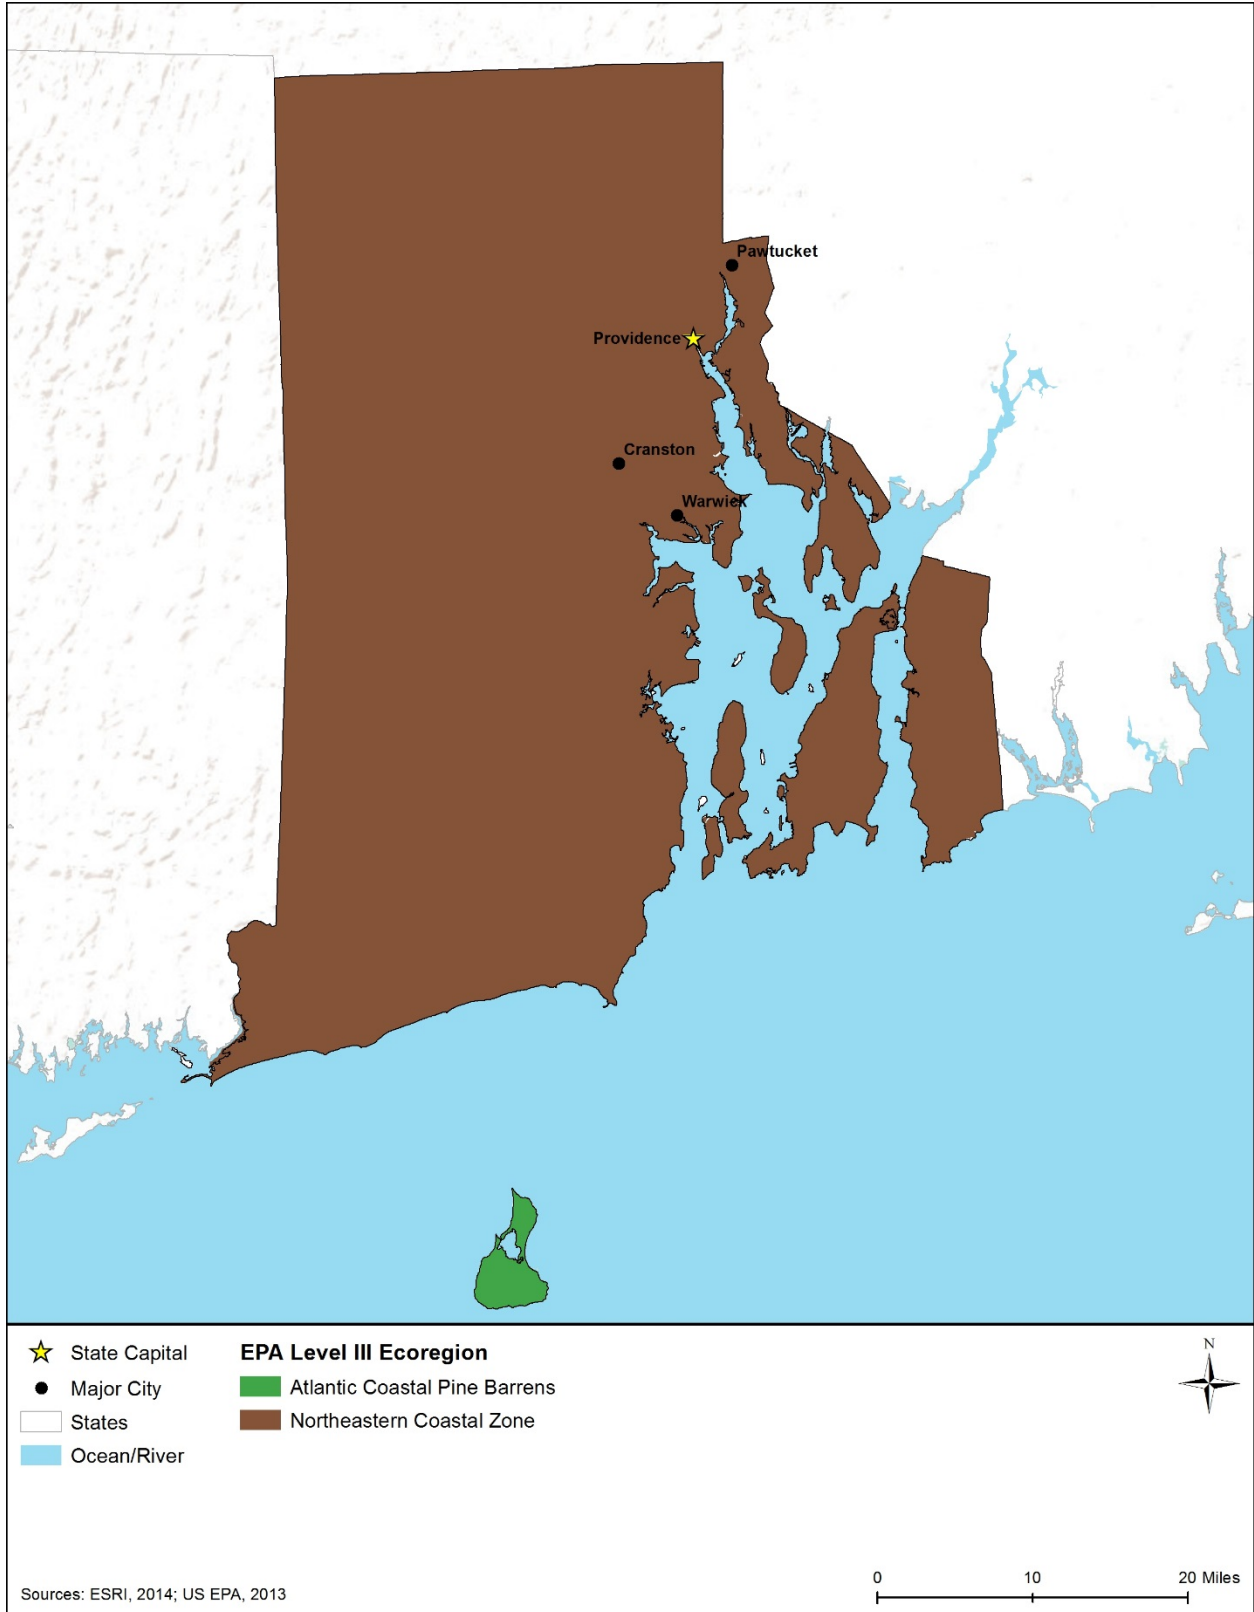 Pawtucket
Providence
Cranston
Warwick
State Capital
Major City
States
Ocean/River
EPA Level III Ecoregion
Atlantic Coastal Pine Barrens
Northeastern Coastal Zone
N
0 10 20 Miles
Sources: ESRI, 2014; US EPA, 2013